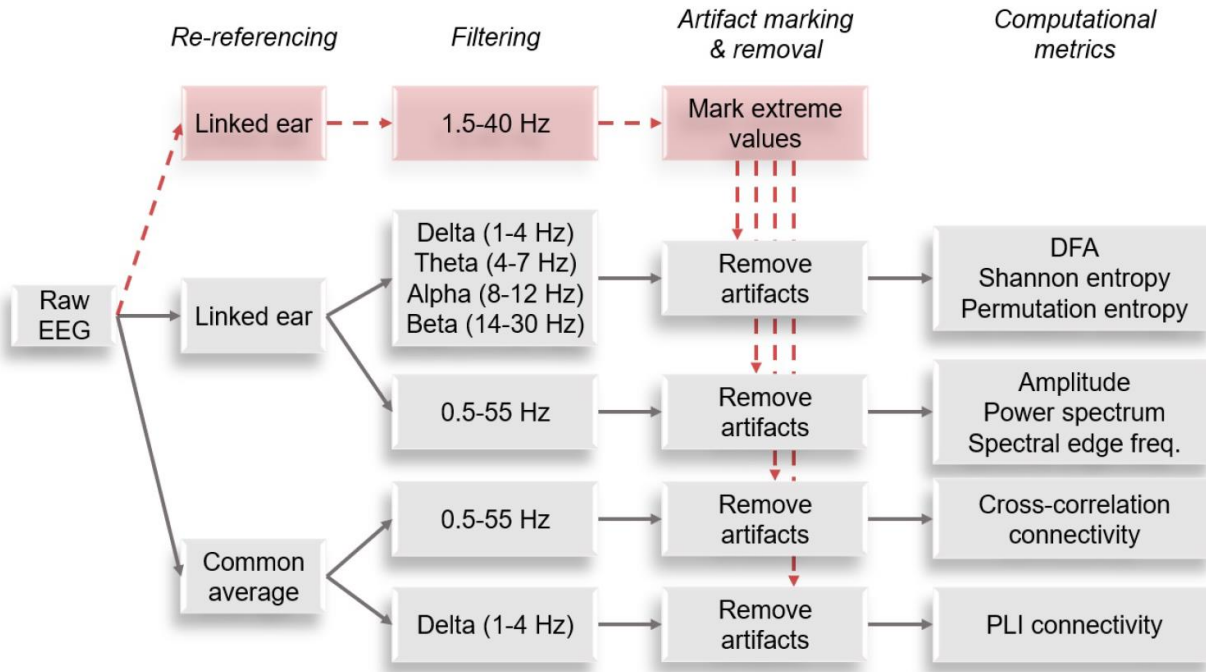 Re-referencing
Filtering
Artifact marking
& removal
Computational
metrics
Linked ear
1.5-40 Hz
Mark extreme
values
Raw
EEG
Linked ear
Delta (1-4 Hz)
Theta (4-7 Hz)
Alpha (8-12 Hz)
Beta (14-30 Hz)
Remove
artifacts
DFA
Shannon entropy
Permutation entropy
0.5-55 Hz
Remove
artifacts
Amplitude
Power spectrum
Spectral edge freq.
Common
average
0.5-55 Hz
Remove
artifacts
Cross-correlation
connectivity
Delta (1-4 Hz)
Remove
artifacts
PLI connectivity